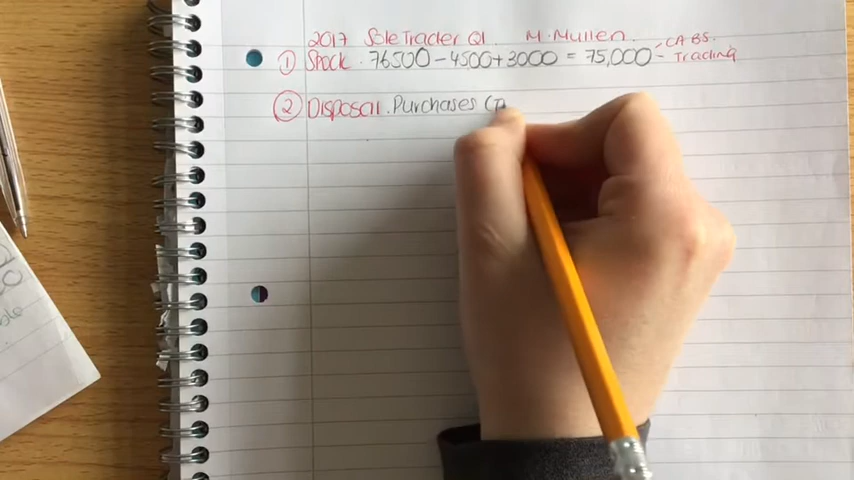 2017 Sole Trader Q1 M. Mullen.
① Stock. 76500 - 4500 + 3000 = 75,000 - CA BS.
- Trading
② Disposal. Purchases (